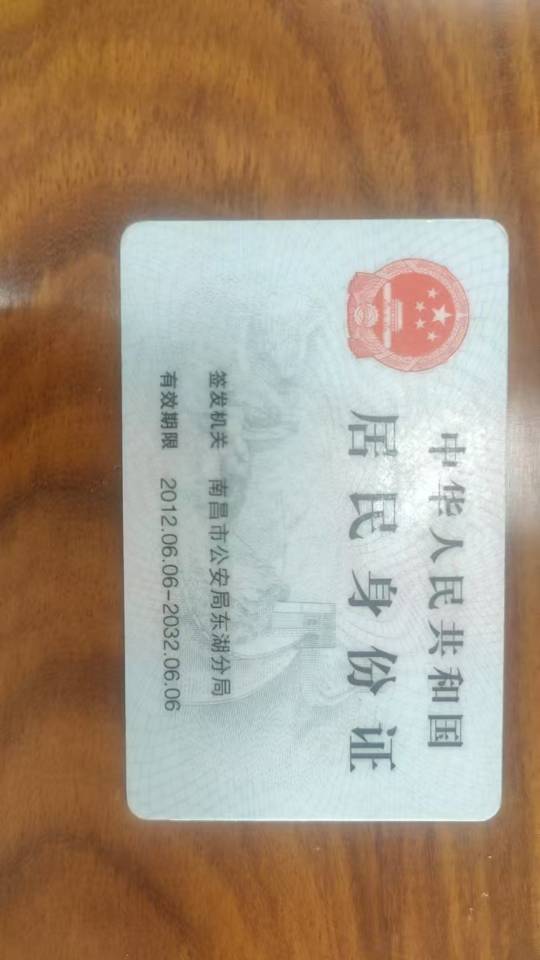 中华人民共和国
居民身份证
签发机关 南昌市公安局东湖分局
有效期限 2012.06.06-2032.06.06